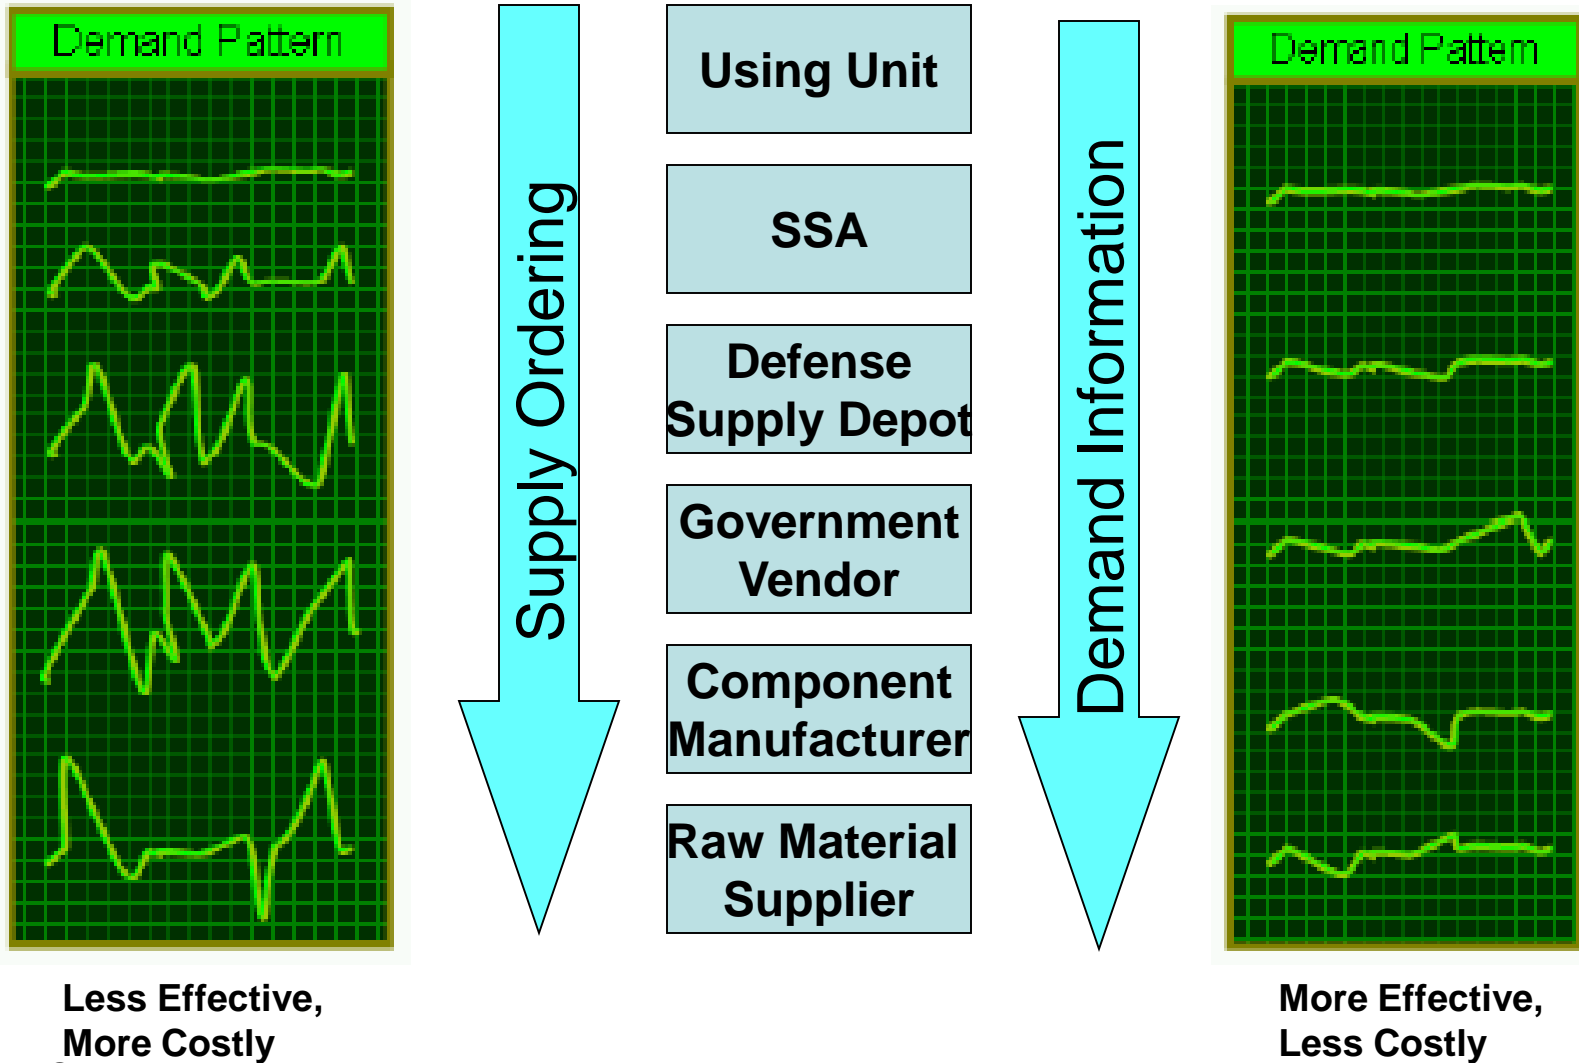 Demand Pattern
Supply Ordering
Using Unit
SSA
Defense
Supply Depot
Government
Vendor
Component
Manufacturer
Raw Material
Supplier
Demand Information
Demand Pattern
Less Effective,
More Costly
More Effective,
Less Costly